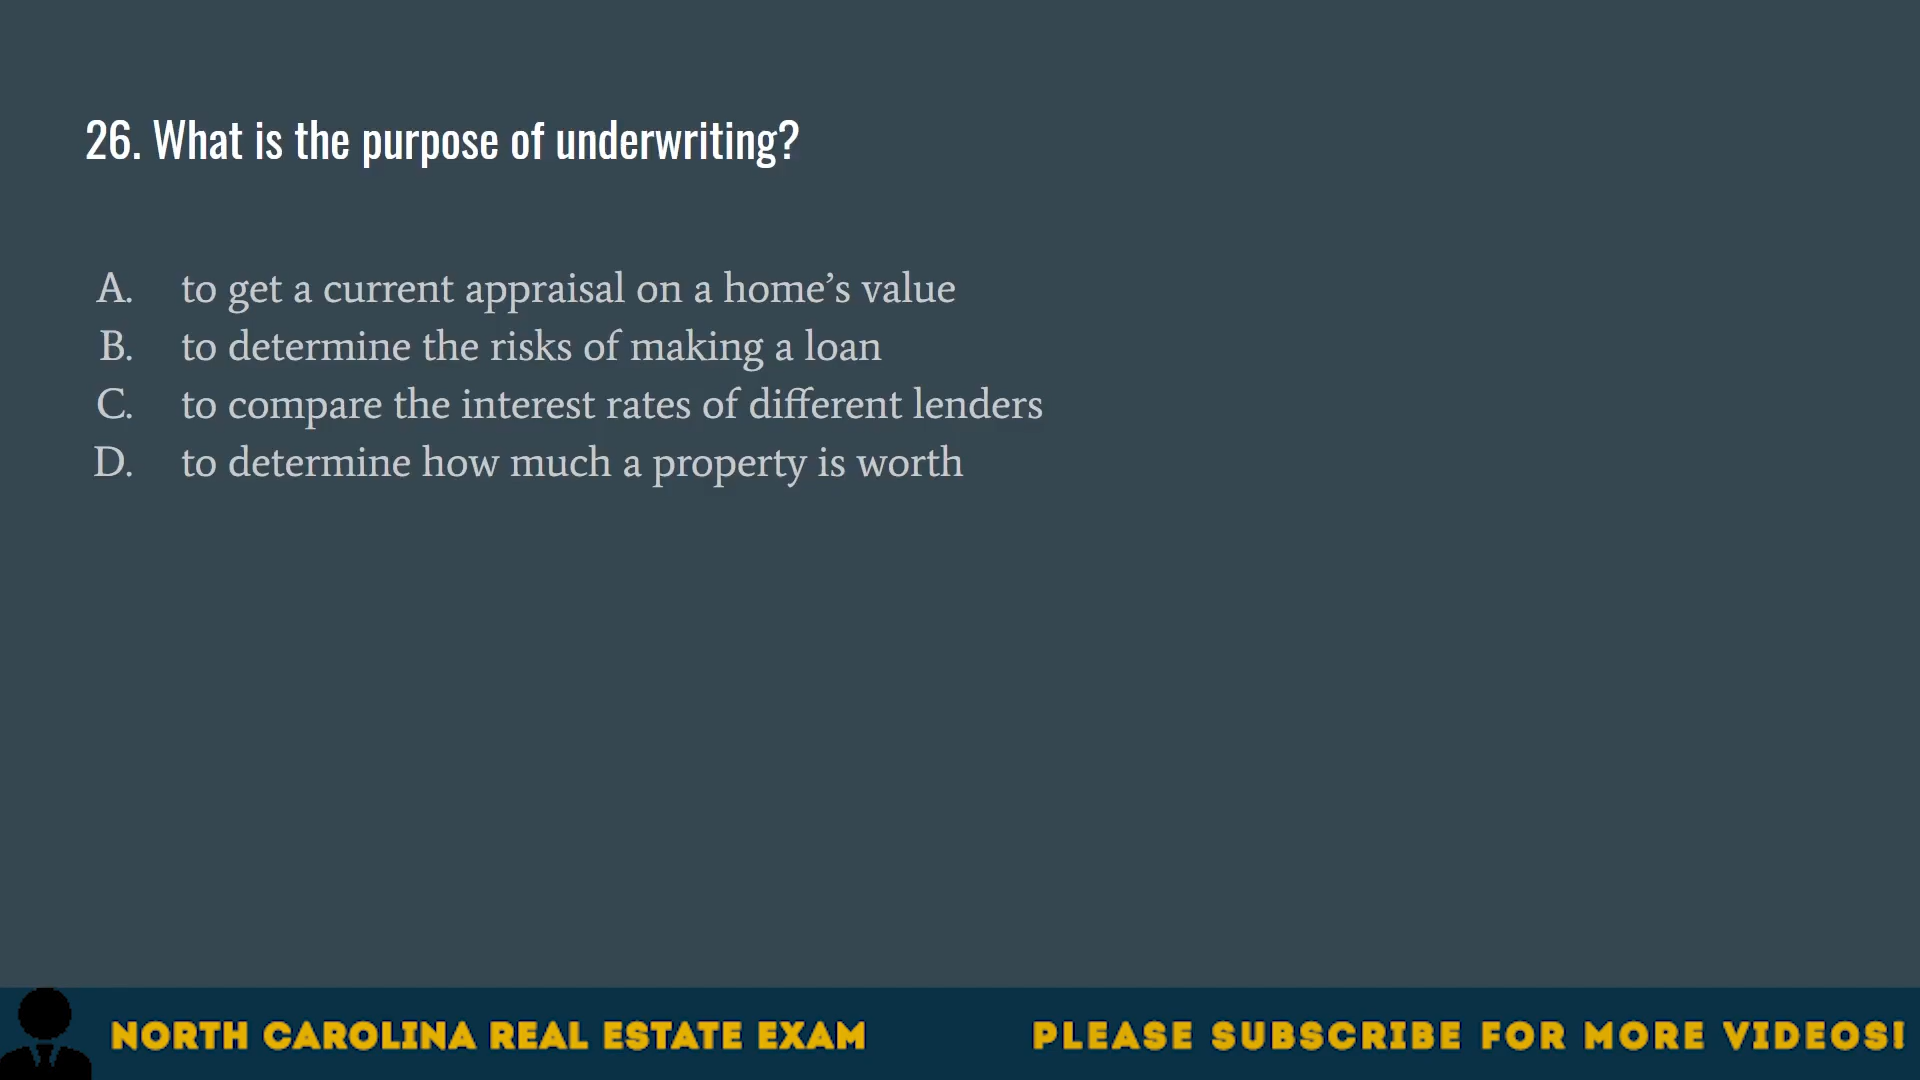 26. What is the purpose of underwriting?
A. to get a current appraisal on a home’s value
B. to determine the risks of making a loan
C. to compare the interest rates of different lenders
D. to determine how much a property is worth
NORTH CAROLINA REAL ESTATE EXAM
PLEASE SUBSCRIBE FOR MORE VIDEOS!